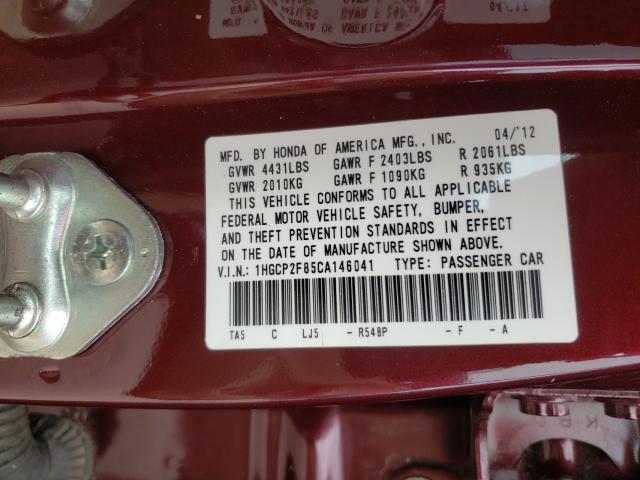 MFD. BY HONDA OF AMERICA MFG., INC. 04/'12
GVWR 4431LBS GAWR F 2403LBS R 2061LBS
GVWR 2010KG GAWR F 1090KG R 935KG
THIS VEHICLE CONFORMS TO ALL APPLICABLE
FEDERAL MOTOR VEHICLE SAFETY, BUMPER,
AND THEFT PREVENTION STANDARDS IN EFFECT
ON THE DATE OF MANUFACTURE SHOWN ABOVE.
V.I.N.: 1HGCP2F85CA146041 TYPE: PASSENGER CAR
TA5 C LJ5 - R548P - F - A